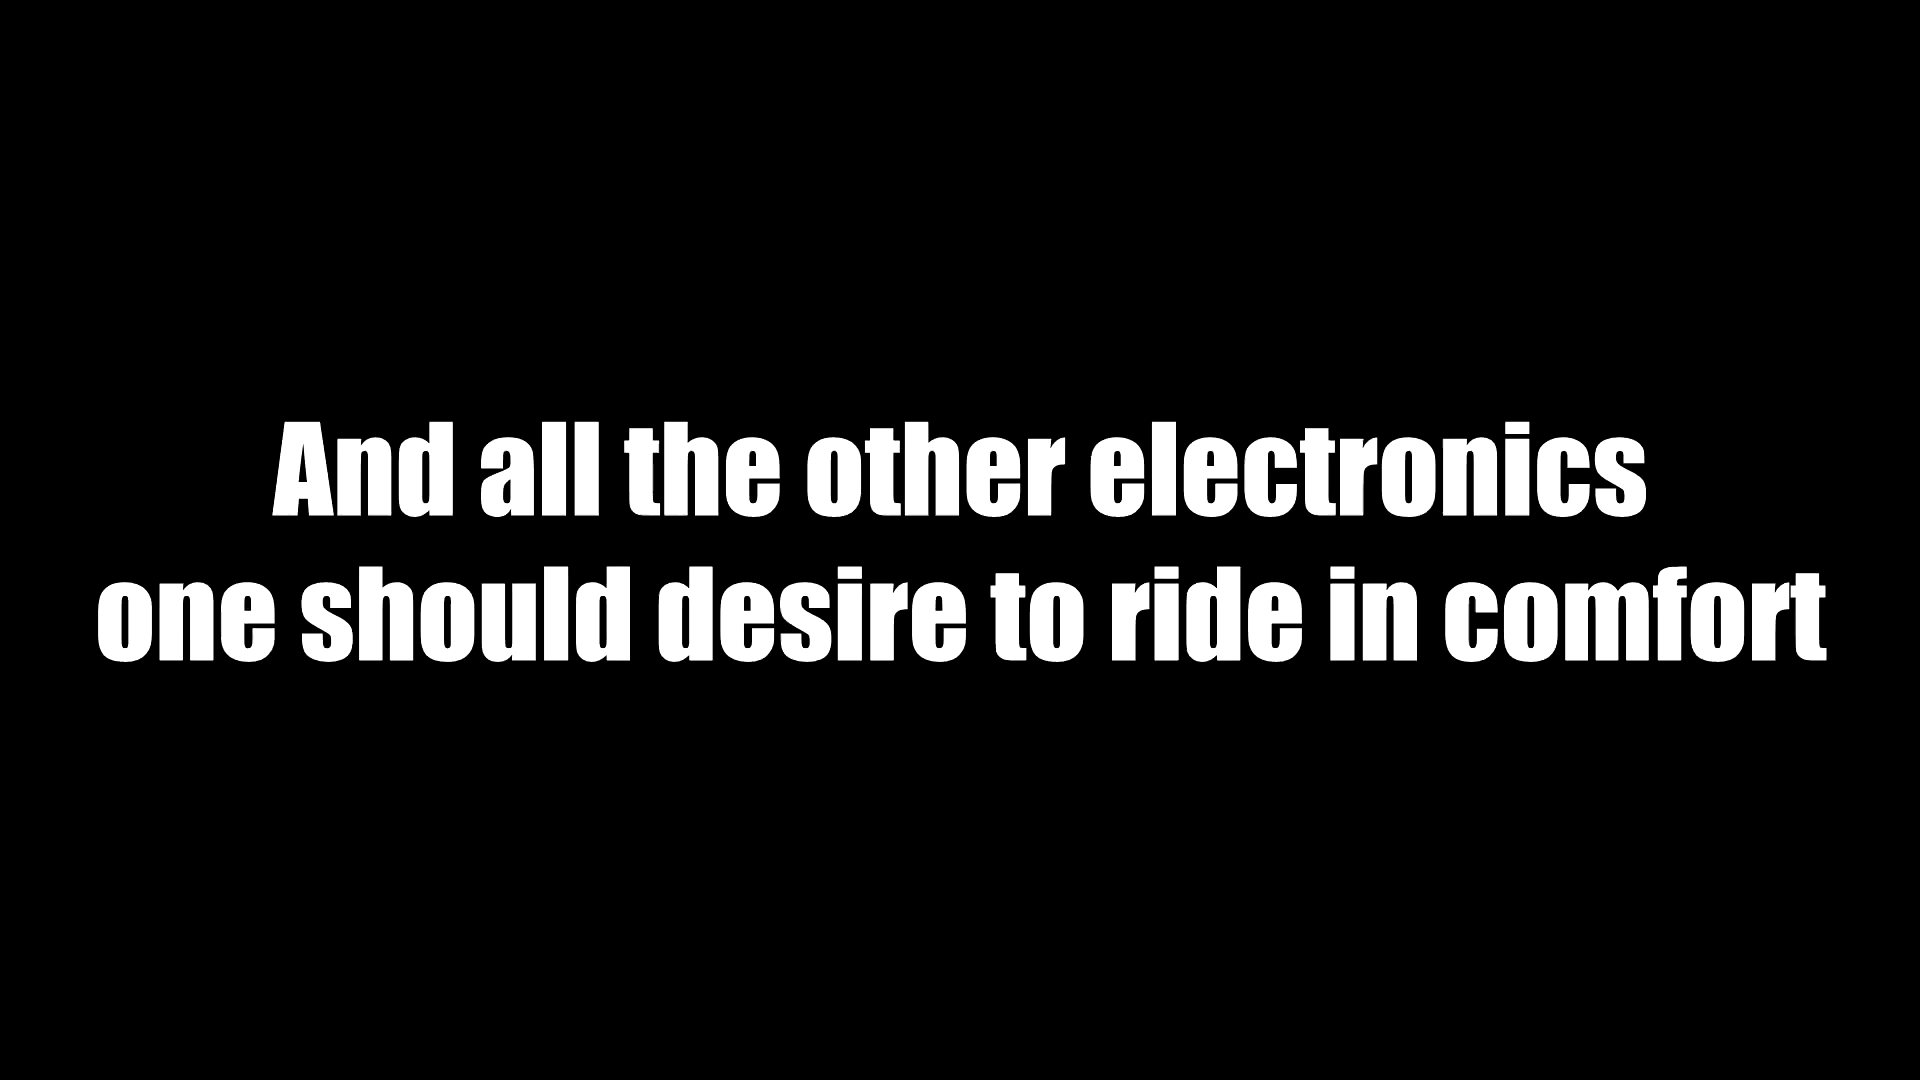 And all the other electronics
one should desire to ride in comfort